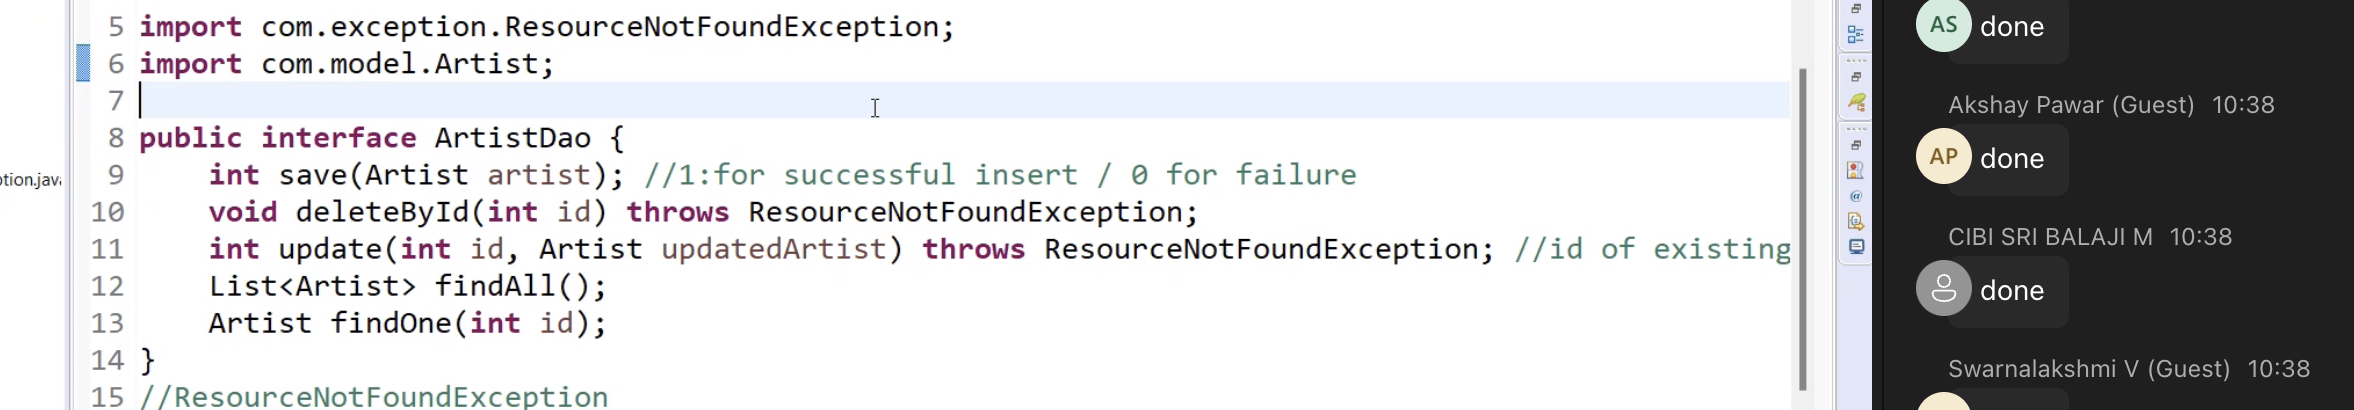 5 import com.exception.ResourceNotFoundException;
6 import com.model.Artist;
7
8 public interface ArtistDao {
9 int save(Artist artist); //1:for successful insert / 0 for failure
10 void deleteById(int id) throws ResourceNotFoundException;
11 int update(int id, Artist updatedArtist) throws ResourceNotFoundException; //id of existing
12 List<Artist> findAll();
13 Artist findOne(int id);
14 }
15 //ResourceNotFoundException
ption.java
AS done
Akshay Pawar (Guest) 10:38
AP done
CIBI SRI BALAJI M 10:38
done
Swarnalakshmi V (Guest) 10:38